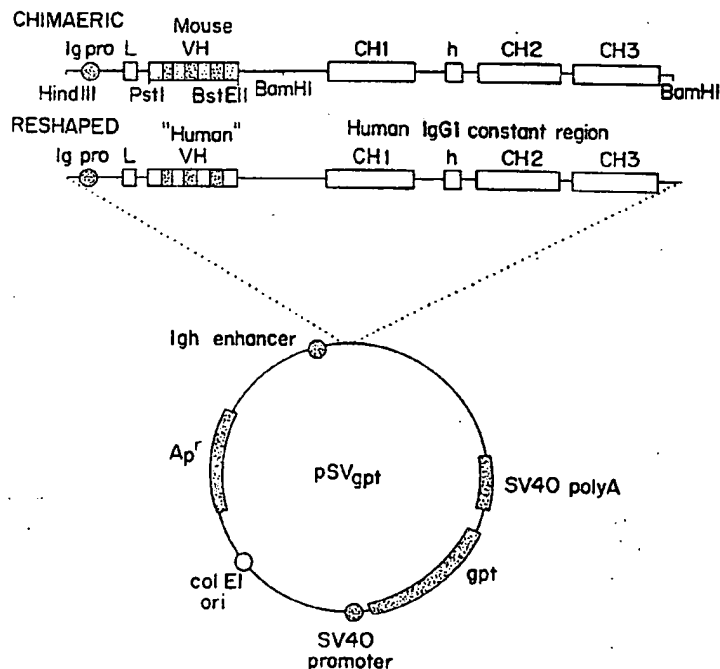 CHIMAERIC
Mouse
Ig pro L VH CH1 h CH2 CH3
HindIII PstI BstEII BamHI BamHI
RESHAPED "Human" Human IgG1 constant region
Ig pro L VH CH1 h CH2 CH3
Igh enhancer
Apr
pSVgpt
SV40 polyA
gpt
col EI
ori
SV40
promoter